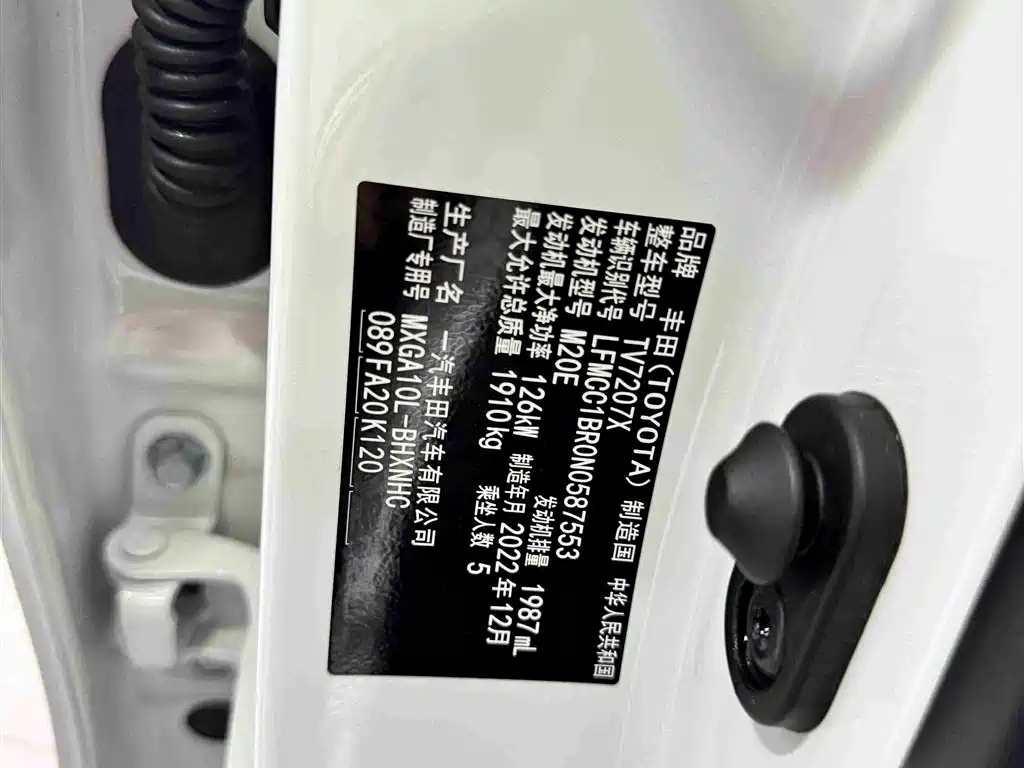 品牌 丰田(TOYOTA) 制造国 中华人民共和国
整车型号 TV7207X
车辆识别代号 LFMCC1BR0N0587553
发动机型号 M20E 发动机排量 1987mL
发动机最大净功率 126kW 制造年月 2022年12月
最大允许总质量 1910kg 乘坐人数 5
生产厂名 一汽丰田汽车有限公司
制造厂专用号 MXGA10L-BHXNHC
089FA20K1120